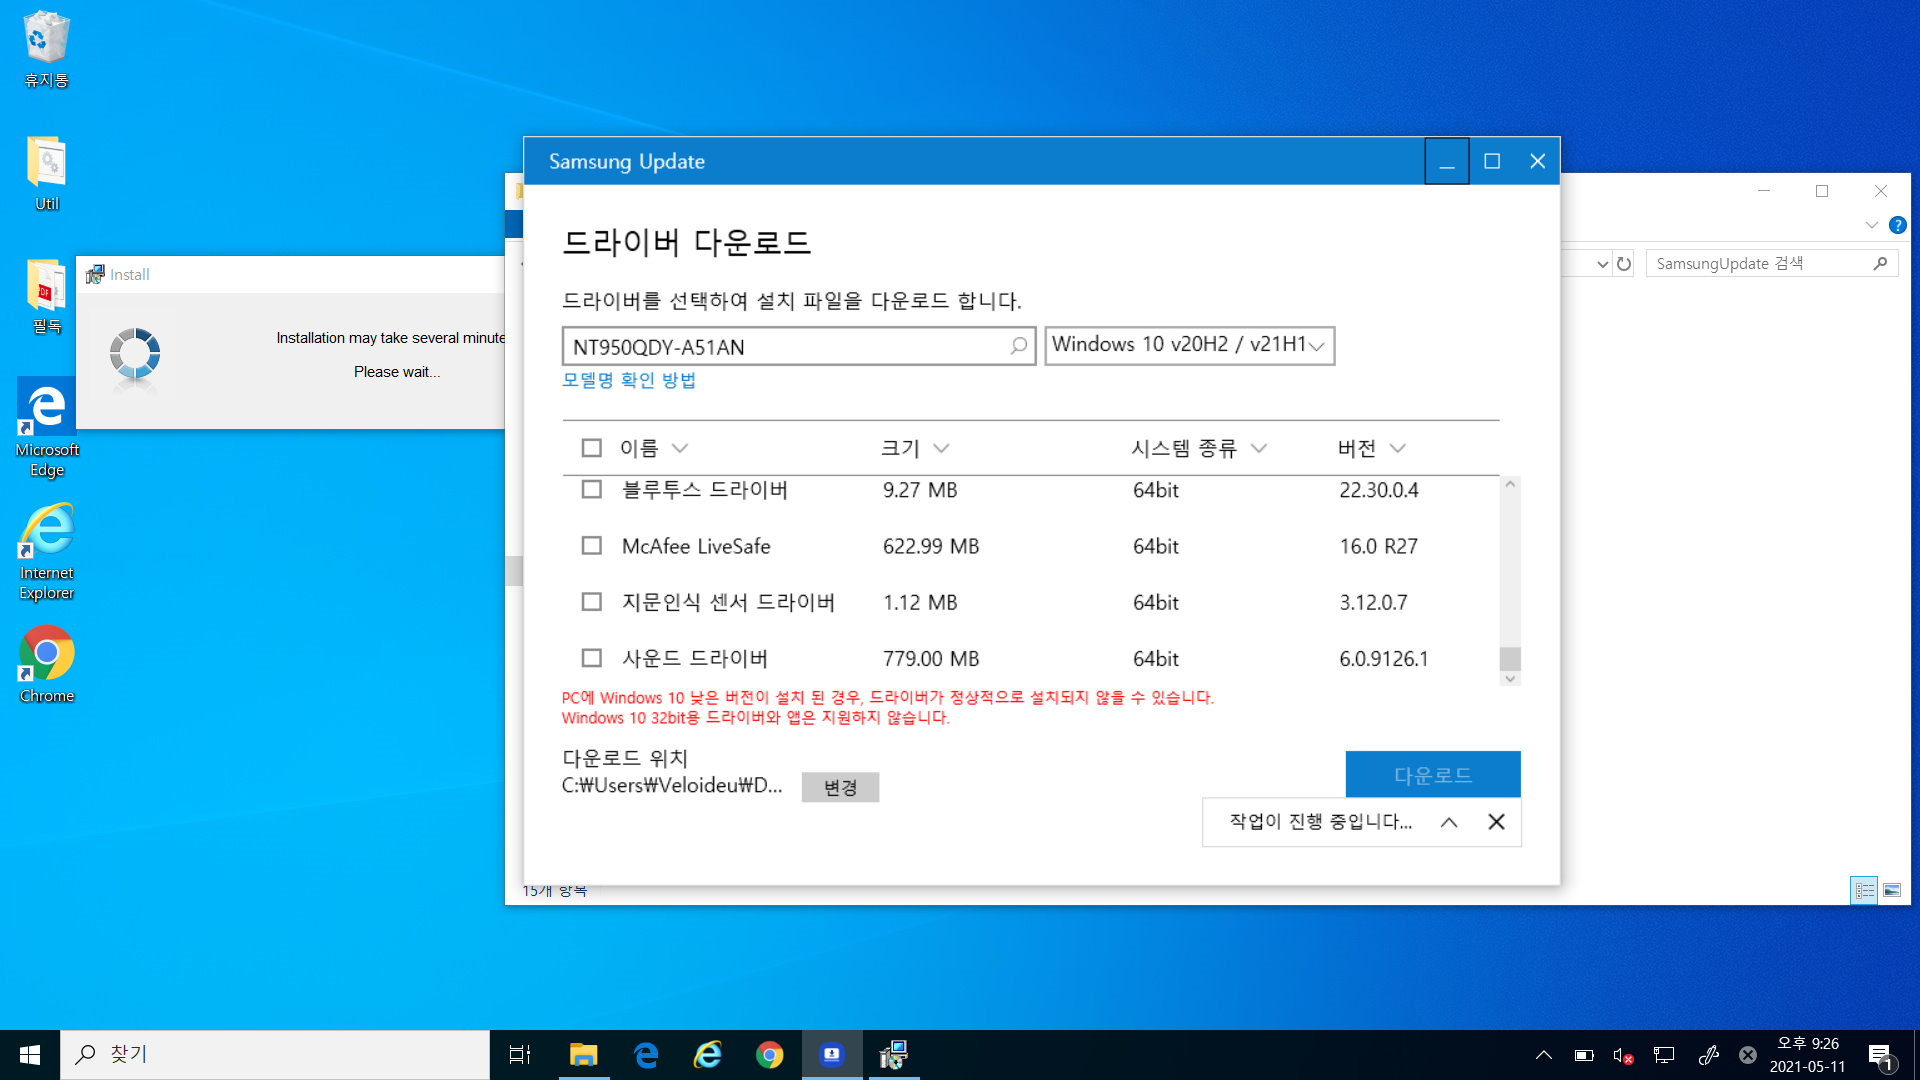 휴지통
Util
필독
Microsoft
Edge
Internet
Explorer
Chrome
Install
Installation may take several minute
Please wait...
Samsung Update
드라이버 다운로드
드라이버를 선택하여 설치 파일을 다운로드 합니다.
NT950QDY-A51AN
Windows 10 v20H2 / v21H1
모델명 확인 방법
이름 크기 시스템 종류 버전
블루투스 드라이버 9.27 MB 64bit 22.30.0.4
McAfee LiveSafe 622.99 MB 64bit 16.0 R27
지문인식 센서 드라이버 1.12 MB 64bit 3.12.0.7
사운드 드라이버 779.00 MB 64bit 6.0.9126.1
PC에 Windows 10 낮은 버전이 설치 된 경우, 드라이버가 정상적으로 설치되지 않을 수 있습니다.
Windows 10 32bit용 드라이버와 앱은 지원하지 않습니다.
다운로드 위치
C:₩Users₩Veloideu₩D...
변경
다운로드
작업이 진행 중입니다...
SamsungUpdate 검색
15개 항목
찾기
오후 9:26
2021-05-11
1